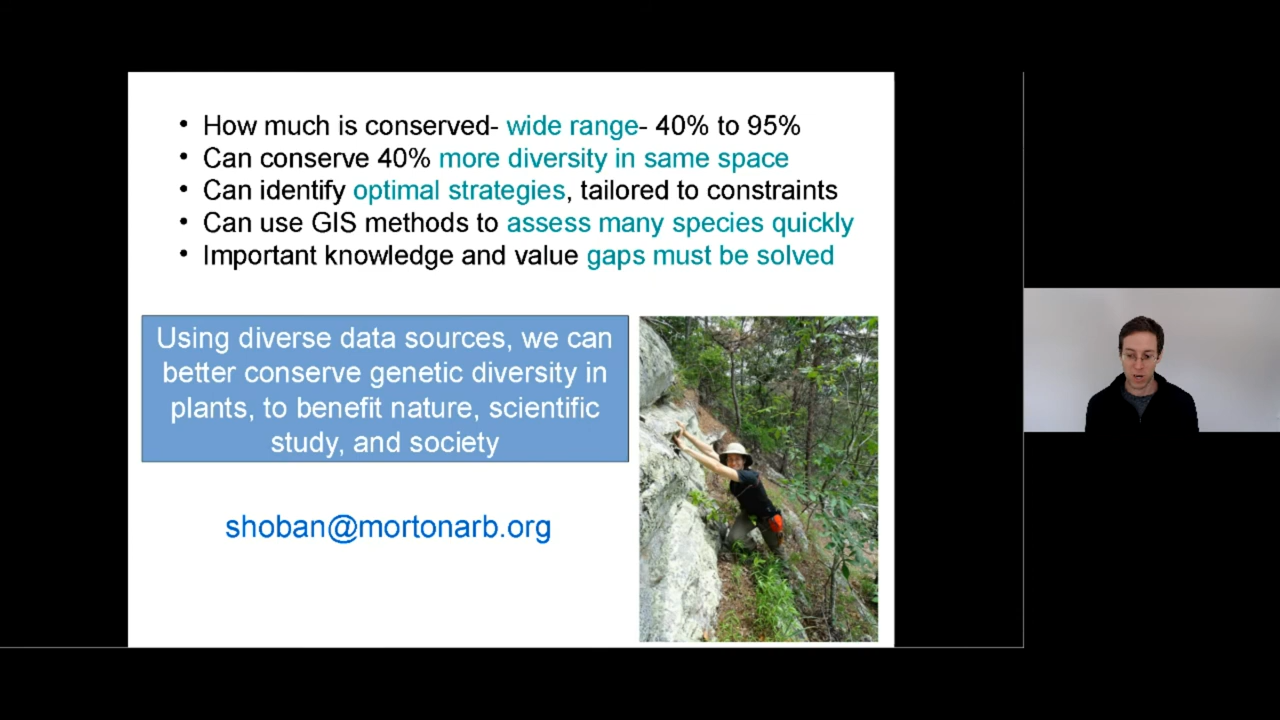 • How much is conserved- wide range- 40% to 95%
• Can conserve 40% more diversity in same space
• Can identify optimal strategies, tailored to constraints
• Can use GIS methods to assess many species quickly
• Important knowledge and value gaps must be solved
Using diverse data sources, we can
better conserve genetic diversity in
plants, to benefit nature, scientific
study, and society
shoban@mortonarb.org